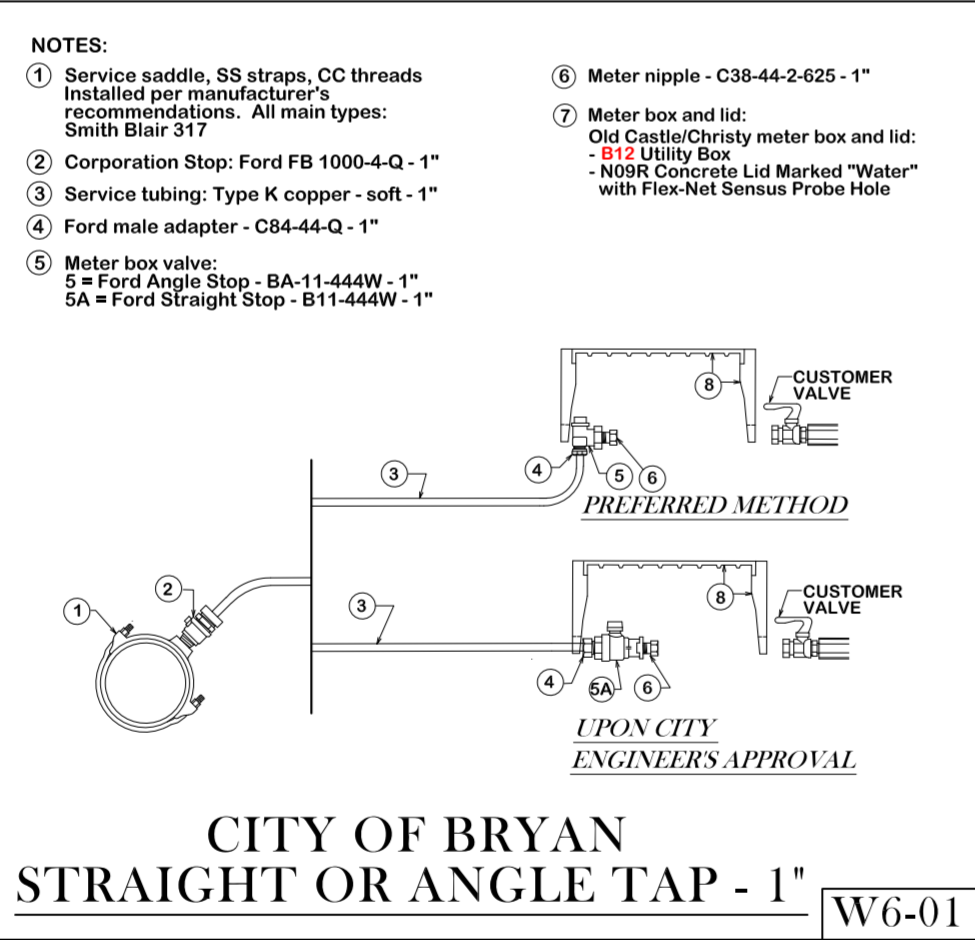 NOTES:
1 Service saddle, SS straps, CC threads
Installed per manufacturer's
recommendations. All main types:
Smith Blair 317
2 Corporation Stop: Ford FB 1000-4-Q - 1"
3 Service tubing: Type K copper - soft - 1"
4 Ford male adapter - C84-44-Q - 1"
5 Meter box valve:
5 = Ford Angle Stop - BA-11-444W - 1"
5A = Ford Straight Stop - B11-444W - 1"
6 Meter nipple - C38-44-2-625 - 1"
7 Meter box and lid:
Old Castle/Christy meter box and lid:
- B12 Utility Box
- N09R Concrete Lid Marked "Water"
with Flex-Net Sensus Probe Hole
8
CUSTOMER
VALVE
3
4
5
6
PREFERRED METHOD
1
2
3
8
CUSTOMER
VALVE
4
5A
6
UPON CITY
ENGINEER'S APPROVAL
CITY OF BRYAN
STRAIGHT OR ANGLE TAP - 1"
W6-01